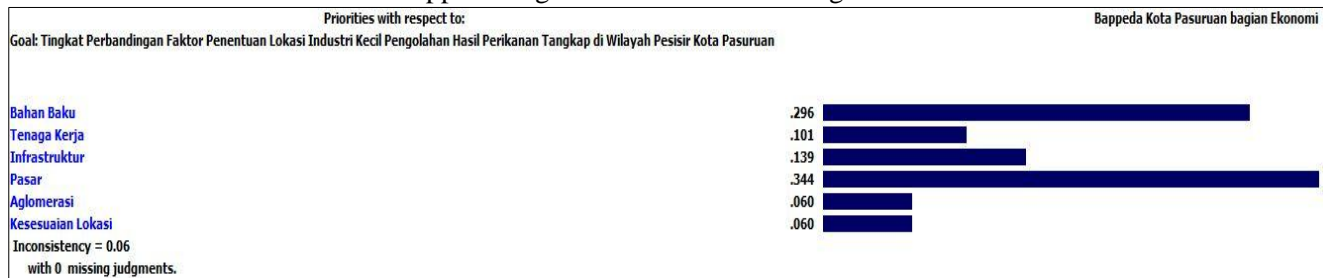 Priorities with respect to: Bappeda Kota Pasuruan bagian Ekonomi
Goal: Tingkat Perbandingan Faktor Penentuan Lokasi Industri Kecil Pengolahan Hasil Perikanan Tangkap di Wilayah Pesisir Kota Pasuruan
Bahan Baku .296
Tenaga Kerja .101
Infrastruktur .139
Pasar .344
Aglomerasi .060
Kesesuaian Lokasi .060
Inconsistency = 0.06
with 0 missing judgments.